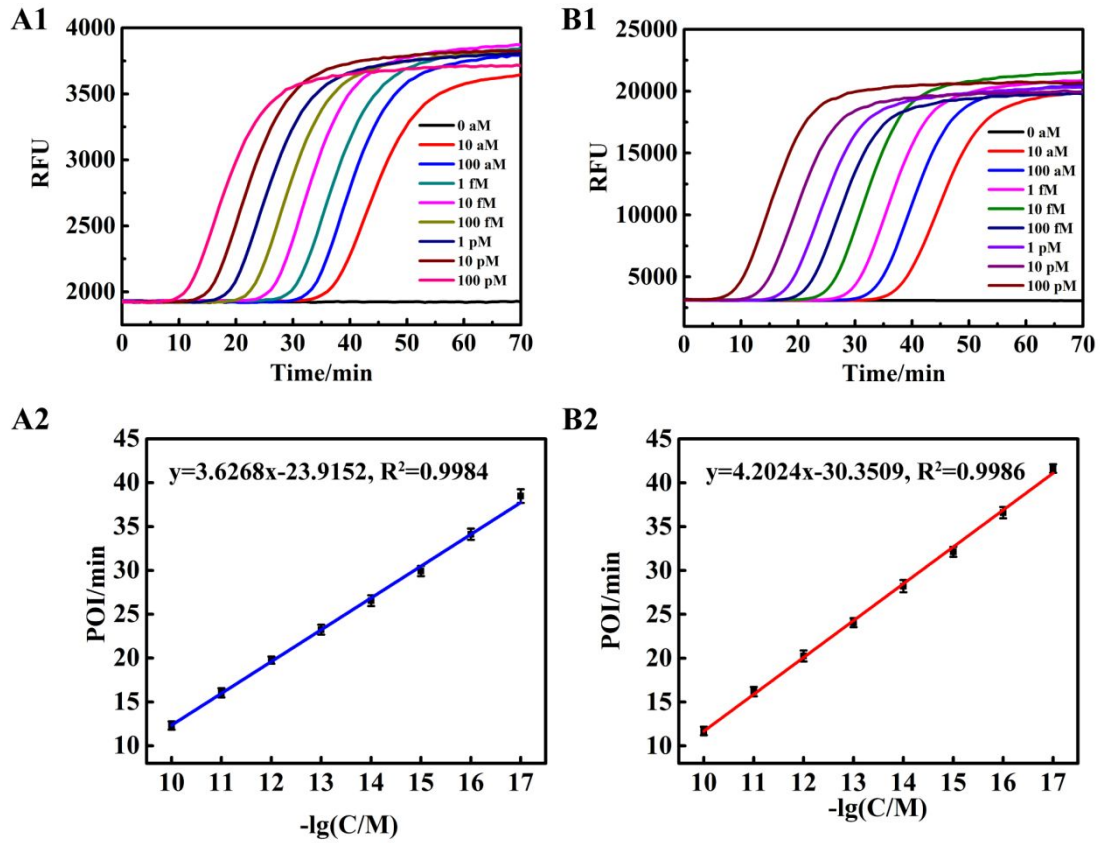 A1
4000
3500
3000
2500
2000
RFU
0 aM
10 aM
100 aM
1 fM
10 fM
100 fM
1 pM
10 pM
100 pM
0 10 20 30 40 50 60 70
Time/min
B1
25000
20000
15000
10000
5000
RFU
0 aM
10 aM
100 aM
1 fM
10 fM
100 fM
1 pM
10 pM
100 pM
0 10 20 30 40 50 60 70
Time/min
A2
45
40
35
30
25
20
15
10
POI/min
y=3.6268x-23.9152, R²=0.9984
10 11 12 13 14 15 16 17
-lg(C/M)
B2
45
40
35
30
25
20
15
10
POI/min
y=4.2024x-30.3509, R²=0.9986
10 11 12 13 14 15 16 17
-lg(C/M)